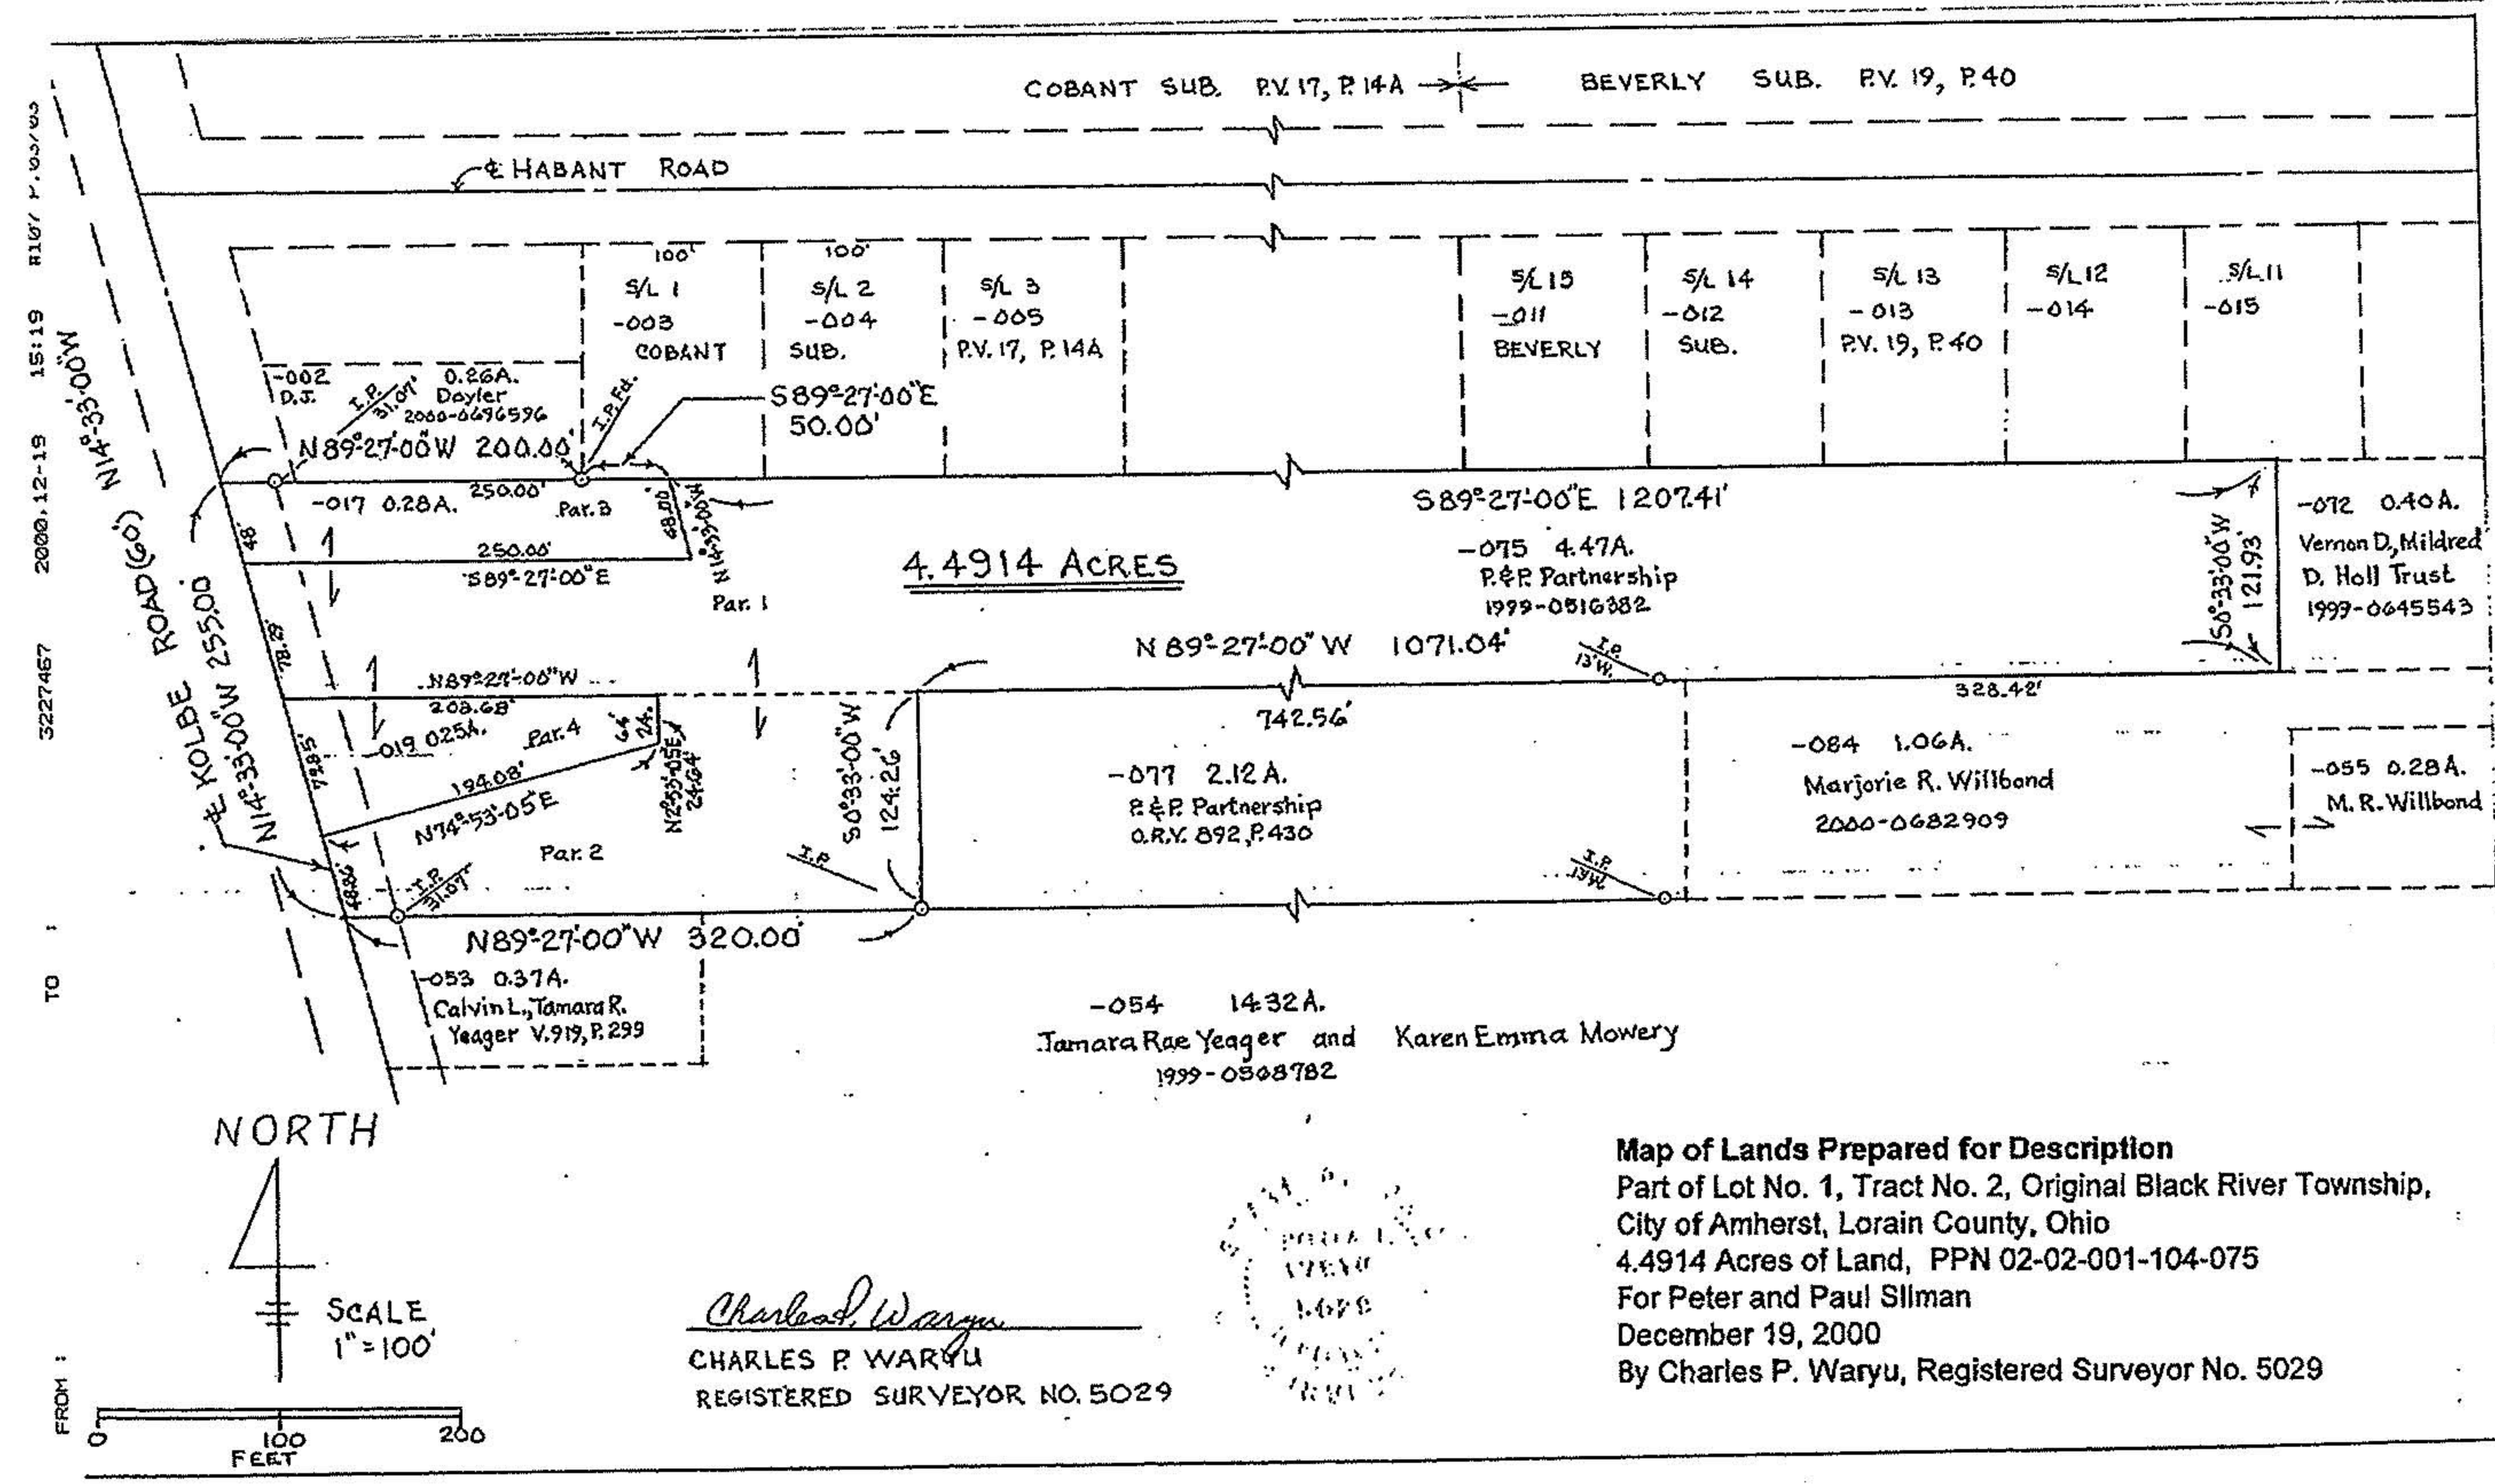 COBANT SUB. P.V. 17, P. 14A
BEVERLY SUB. P.V. 19, P. 40
℄ HABANT ROAD
100'
100'
S/L 1
-003
COBANT
S/L 2
-004
SUB.
S/L 3
-005
P.V. 17, P. 14A
S/L 15
-011
BEVERLY
S/L 14
-012
SUB.
S/L 13
-013
P.V. 19, P. 40
S/L 12
-014
S/L 11
-015
-002 0.26A.
D.J. Doyler
2000-0696596
I.P. 31.07'
I.P. Fd.
S89°-27'-00"E
50.00'
N89°-27'-00"W 200.00'
250.00'
-017 0.28A.
Par. 3
68.00'
N14°-33'-00"W
250.00'
S89°-27'-00"E
48'
Par. 1
4.4914 ACRES
S89°-27'-00"E 1207.41'
-075 4.47A.
P. & P. Partnership
1999-0516382
S0°-33'-00"W
121.93'
-072 0.40A.
Vernon D., Mildred
D. Holl Trust
1999-0645543
N 89°-27'-00" W 1071.04'
I.P.
13'W.
328.42'
742.56'
78.29'
N89°-27'-00"W
203.68'
-019 0.25A.
Par. 4
24.
64'
79.85'
194.08'
N74°-53'-05"E
N2°-53'-05"E
24.64'
Par. 2
48.86'
I.P. 31.07'
I.P.
S0°-33'-00"W
124.26'
-077 2.12A.
P. & P. Partnership
O.R.V. 892, P. 430
I.P.
13'W.
-084 1.06A.
Marjorie R. Willbond
2000-0682909
-055 0.28A.
M. R. Willbond
N14°-33'-00"W
℄ KOLBE ROAD (60')
N14°-33'-00"W 255.00'
N89°-27'-00"W 320.00'
-053 0.37A.
Calvin L., Tamara R.
Yeager V. 919, P. 299
-054 14.32A.
Tamara Rae Yeager and Karen Emma Mowery
1999-0508782
NORTH
SCALE
1"=100'
0 100 200
FEET
Charles P. Waryu
CHARLES P. WARYU
REGISTERED SURVEYOR NO. 5029
Map of Lands Prepared for Description
Part of Lot No. 1, Tract No. 2, Original Black River Township,
City of Amherst, Lorain County, Ohio
4.4914 Acres of Land, PPN 02-02-001-104-075
For Peter and Paul Sliman
December 19, 2000
By Charles P. Waryu, Registered Surveyor No. 5029
FROM : TO : 3227467 2000,12-19 15:19 #107 P.03/03